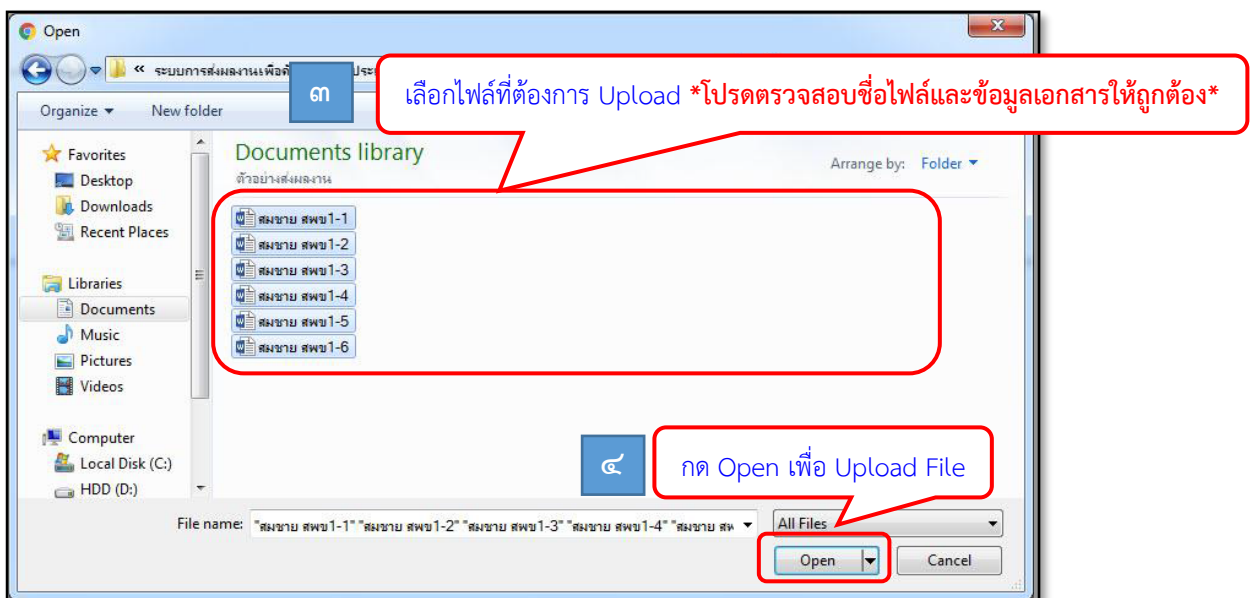 Open
« ระบบการส่งผลงานเพื่อ
๓
เลือกไฟล์ที่ต้องการ Upload *โปรดตรวจสอบชื่อไฟล์และข้อมูลเอกสารให้ถูกต้อง*
Organize New folder
Favorites
Desktop
Downloads
Recent Places
Libraries
Documents
Music
Pictures
Videos
Computer
Local Disk (C:)
HDD (D:)
Documents library
ตัวอย่างส่งผลงาน
Arrange by: Folder
สมชาย สพข1-1
สมชาย สพข1-2
สมชาย สพข1-3
สมชาย สพข1-4
สมชาย สพข1-5
สมชาย สพข1-6
๔
กด Open เพื่อ Upload File
File name: "สมชาย สพข1-1" "สมชาย สพข1-2" "สมชาย สพข1-3" "สมชาย สพข1-4" "สมชาย สพ
All Files
Open Cancel